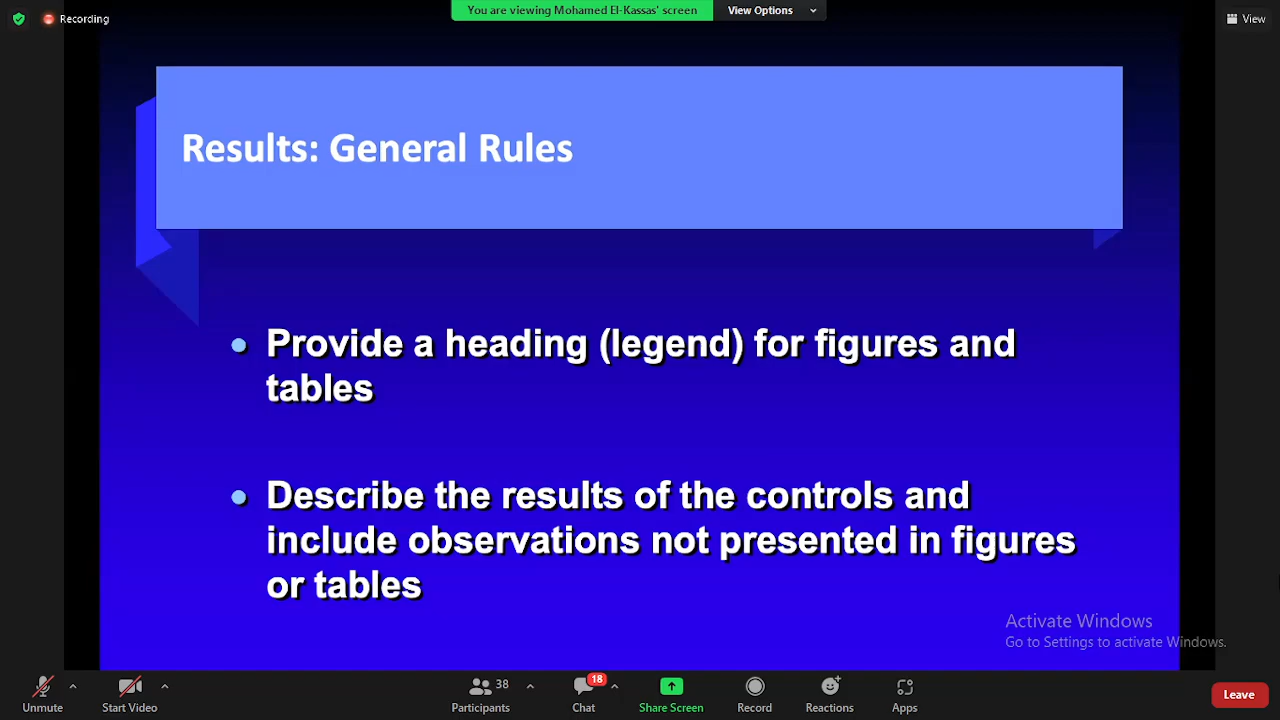 Recording
You are viewing Mohamed El-Kassas' screen
View Options
View
Results: General Rules
Provide a heading (legend) for figures and
tables
Describe the results of the controls and
include observations not presented in figures
or tables
Activate Windows
Go to Settings to activate Windows.
Unmute
Start Video
38
Participants
18
Chat
Share Screen
Record
Reactions
Apps
Leave